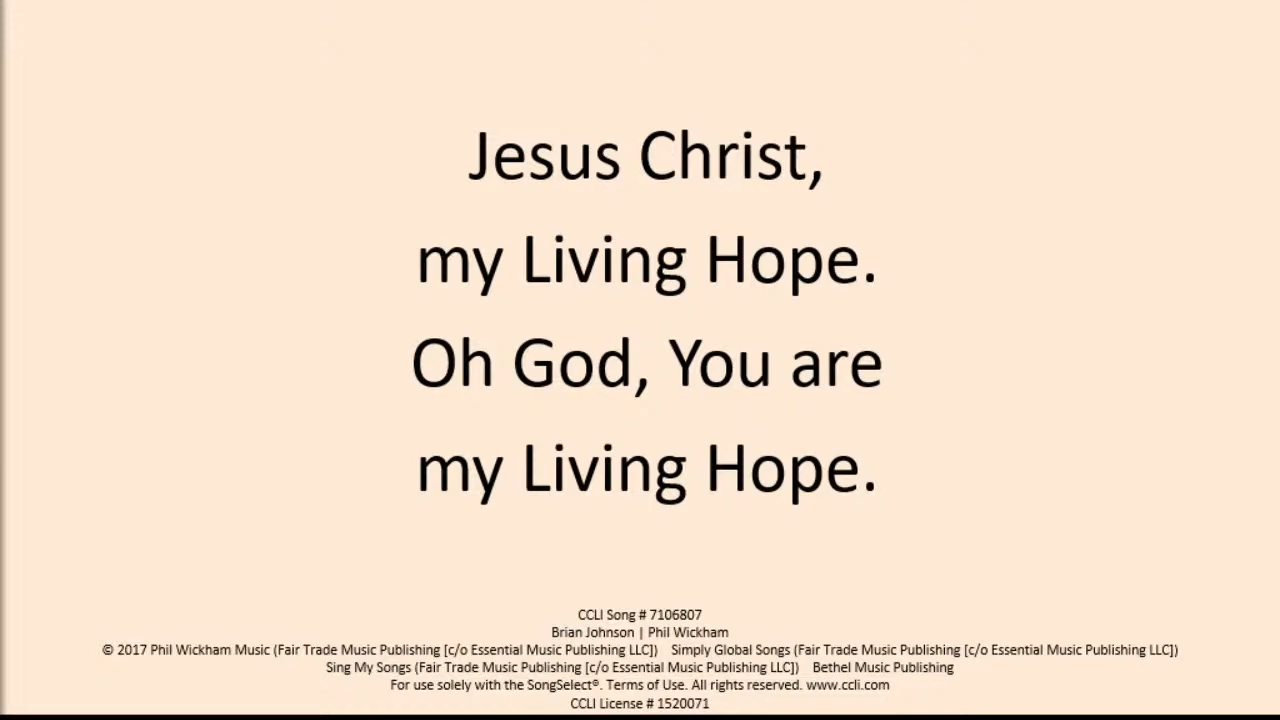 Jesus Christ,
my Living Hope.
Oh God, You are
my Living Hope.
CCLI Song # 7106807
Brian Johnson | Phil Wickham
© 2017 Phil Wickham Music (Fair Trade Music Publishing [c/o Essential Music Publishing LLC]) Simply Global Songs (Fair Trade Music Publishing [c/o Essential Music Publishing LLC])
Sing My Songs (Fair Trade Music Publishing [c/o Essential Music Publishing LLC]) Bethel Music Publishing
For use solely with the SongSelect®. Terms of Use. All rights reserved. www.ccli.com
CCLI License # 1520071